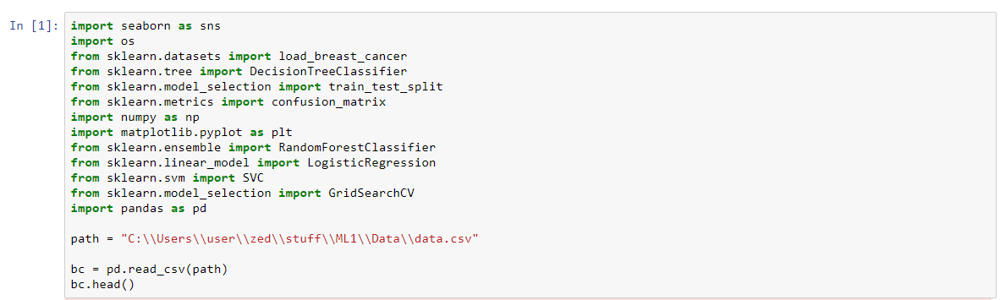 In [1]: import seaborn as sns
import os
from sklearn.datasets import load_breast_cancer
from sklearn.tree import DecisionTreeClassifier
from sklearn.model_selection import train_test_split
from sklearn.metrics import confusion_matrix
import numpy as np
import matplotlib.pyplot as plt
from sklearn.ensemble import RandomForestClassifier
from sklearn.linear_model import LogisticRegression
from sklearn.svm import SVC
from sklearn.model_selection import GridSearchCV
import pandas as pd
path = "C:\\Users\\user\\zed\\stuff\\ML1\\Data\\data.csv"
bc = pd.read_csv(path)
bc.head()